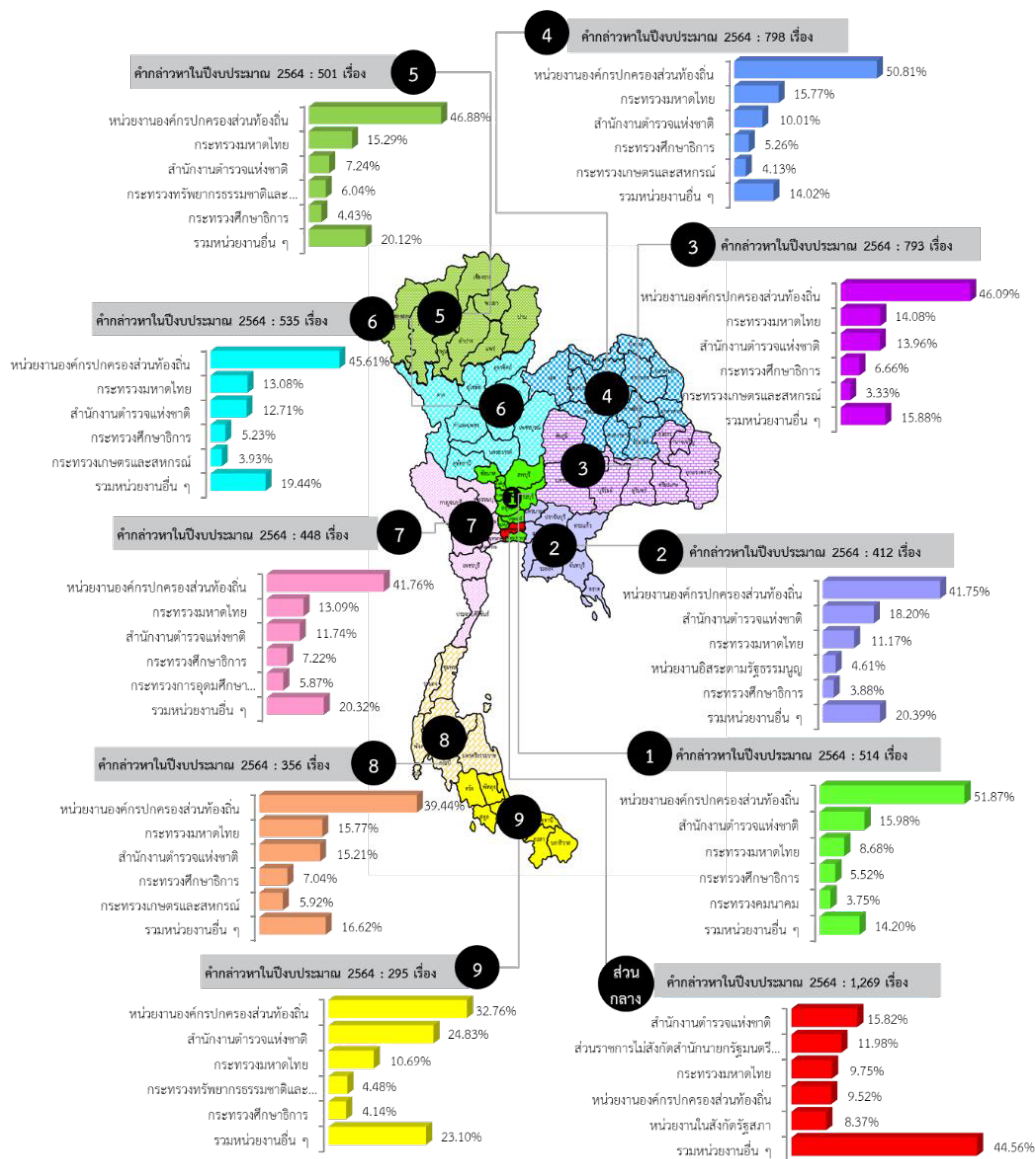 4
คำกล่าวหาในปีงบประมาณ 2564 : 798 เรื่อง
หน่วยงานองค์กรปกครองส่วนท้องถิ่น 50.81%
กระทรวงมหาดไทย 15.77%
สำนักงานตำรวจแห่งชาติ 10.01%
กระทรวงศึกษาธิการ 5.26%
กระทรวงเกษตรและสหกรณ์ 4.13%
รวมหน่วยงานอื่น ๆ 14.02%
คำกล่าวหาในปีงบประมาณ 2564 : 501 เรื่อง
5
หน่วยงานองค์กรปกครองส่วนท้องถิ่น 46.88%
กระทรวงมหาดไทย 15.29%
สำนักงานตำรวจแห่งชาติ 7.24%
กระทรวงทรัพยากรธรรมชาติและ... 6.04%
กระทรวงศึกษาธิการ 4.43%
รวมหน่วยงานอื่น ๆ 20.12%
3
คำกล่าวหาในปีงบประมาณ 2564 : 793 เรื่อง
หน่วยงานองค์กรปกครองส่วนท้องถิ่น 46.09%
กระทรวงมหาดไทย 14.08%
สำนักงานตำรวจแห่งชาติ 13.96%
กระทรวงศึกษาธิการ 6.66%
กระทรวงเกษตรและสหกรณ์ 3.33%
รวมหน่วยงานอื่น ๆ 15.88%
คำกล่าวหาในปีงบประมาณ 2564 : 535 เรื่อง
6
หน่วยงานองค์กรปกครองส่วนท้องถิ่น 45.61%
กระทรวงมหาดไทย 13.08%
สำนักงานตำรวจแห่งชาติ 12.71%
กระทรวงศึกษาธิการ 5.23%
กระทรวงเกษตรและสหกรณ์ 3.93%
รวมหน่วยงานอื่น ๆ 19.44%
5
6
4
3
1
7
2
8
9
คำกล่าวหาในปีงบประมาณ 2564 : 448 เรื่อง
7
หน่วยงานองค์กรปกครองส่วนท้องถิ่น 41.76%
กระทรวงมหาดไทย 13.09%
สำนักงานตำรวจแห่งชาติ 11.74%
กระทรวงศึกษาธิการ 7.22%
กระทรวงการอุดมศึกษา... 5.87%
รวมหน่วยงานอื่น ๆ 20.32%
2
คำกล่าวหาในปีงบประมาณ 2564 : 412 เรื่อง
หน่วยงานองค์กรปกครองส่วนท้องถิ่น 41.75%
สำนักงานตำรวจแห่งชาติ 18.20%
กระทรวงมหาดไทย 11.17%
หน่วยงานอิสระตามรัฐธรรมนูญ 4.61%
กระทรวงศึกษาธิการ 3.88%
รวมหน่วยงานอื่น ๆ 20.39%
คำกล่าวหาในปีงบประมาณ 2564 : 356 เรื่อง
8
หน่วยงานองค์กรปกครองส่วนท้องถิ่น 39.44%
กระทรวงมหาดไทย 15.77%
สำนักงานตำรวจแห่งชาติ 15.21%
กระทรวงศึกษาธิการ 7.04%
กระทรวงเกษตรและสหกรณ์ 5.92%
รวมหน่วยงานอื่น ๆ 16.62%
1
คำกล่าวหาในปีงบประมาณ 2564 : 514 เรื่อง
หน่วยงานองค์กรปกครองส่วนท้องถิ่น 51.87%
สำนักงานตำรวจแห่งชาติ 15.98%
กระทรวงมหาดไทย 8.68%
กระทรวงศึกษาธิการ 5.52%
กระทรวงคมนาคม 3.75%
รวมหน่วยงานอื่น ๆ 14.20%
คำกล่าวหาในปีงบประมาณ 2564 : 295 เรื่อง
9
หน่วยงานองค์กรปกครองส่วนท้องถิ่น 32.76%
สำนักงานตำรวจแห่งชาติ 24.83%
กระทรวงมหาดไทย 10.69%
กระทรวงทรัพยากรธรรมชาติและ... 4.48%
กระทรวงศึกษาธิการ 4.14%
รวมหน่วยงานอื่น ๆ 23.10%
ส่วน
กลาง
คำกล่าวหาในปีงบประมาณ 2564 : 1,269 เรื่อง
สำนักงานตำรวจแห่งชาติ 15.82%
ส่วนราชการไม่สังกัดสำนักนายกรัฐมนตรี... 11.98%
กระทรวงมหาดไทย 9.75%
หน่วยงานองค์กรปกครองส่วนท้องถิ่น 9.52%
หน่วยงานในสังกัดรัฐสภา 8.37%
รวมหน่วยงานอื่น ๆ 44.56%